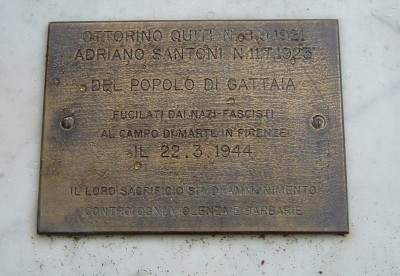 OTTORINO QUITI N. 3.9.1921
ADRIANO SANTONI N. 11.7.1923
DEL POPOLO DI GATTAIA
FUCILATI DAI NAZI-FASCISTI
AL CAMPO DI MARTE IN FIRENZE
IL 22.3.1944
IL LORO SACRIFICIO SIA DI AMMONIMENTO
CONTRO OGNI VIOLENZA E BARBARIE